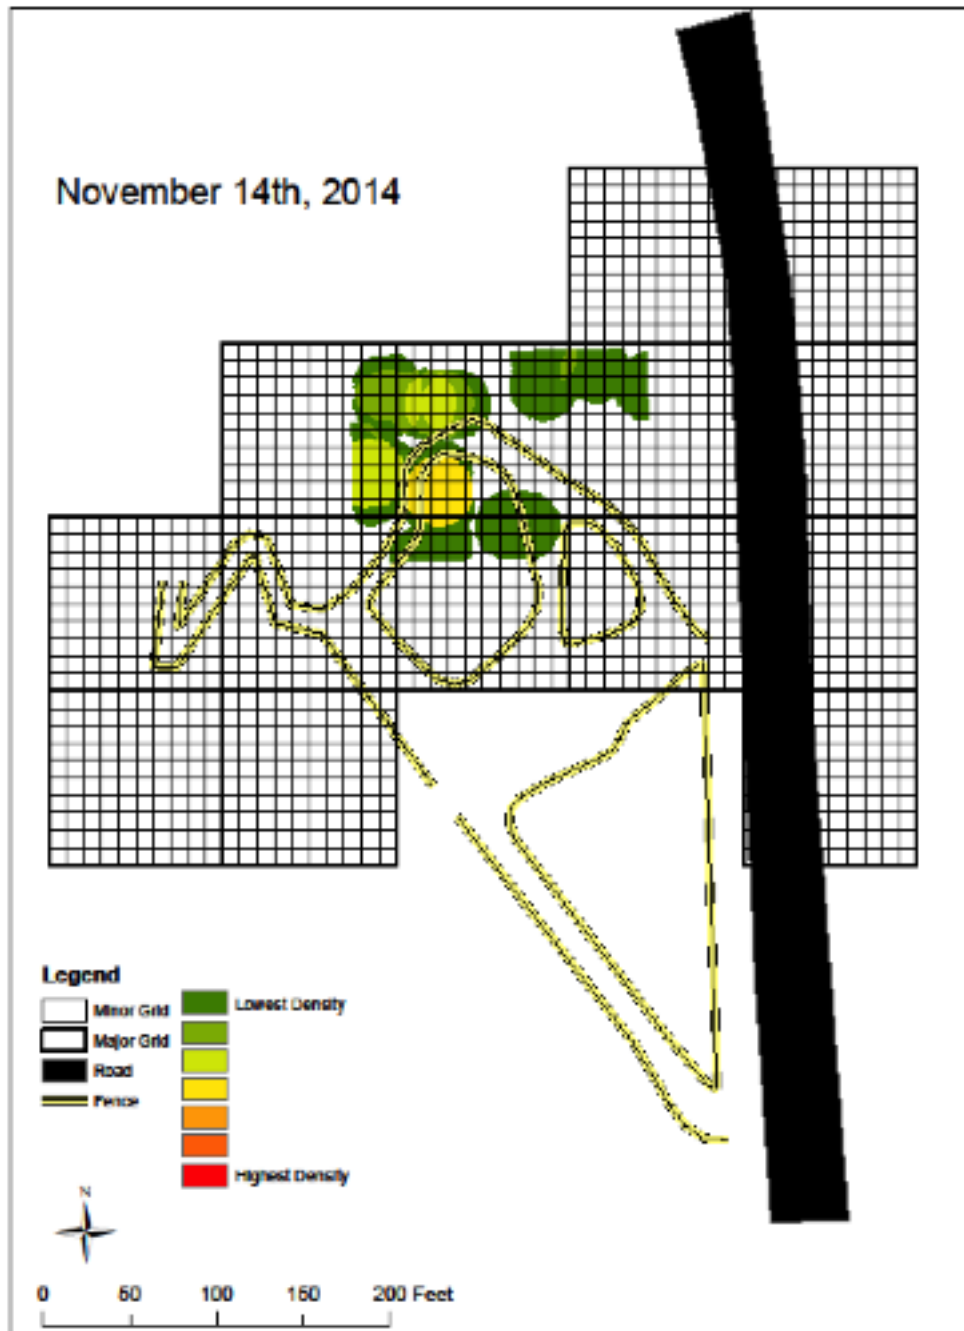 November 14th, 2014
Legend
Minor Grid
Major Grid
Road
Fence
Lowest Density
Highest Density
N
0 50 100 150 200 Feet